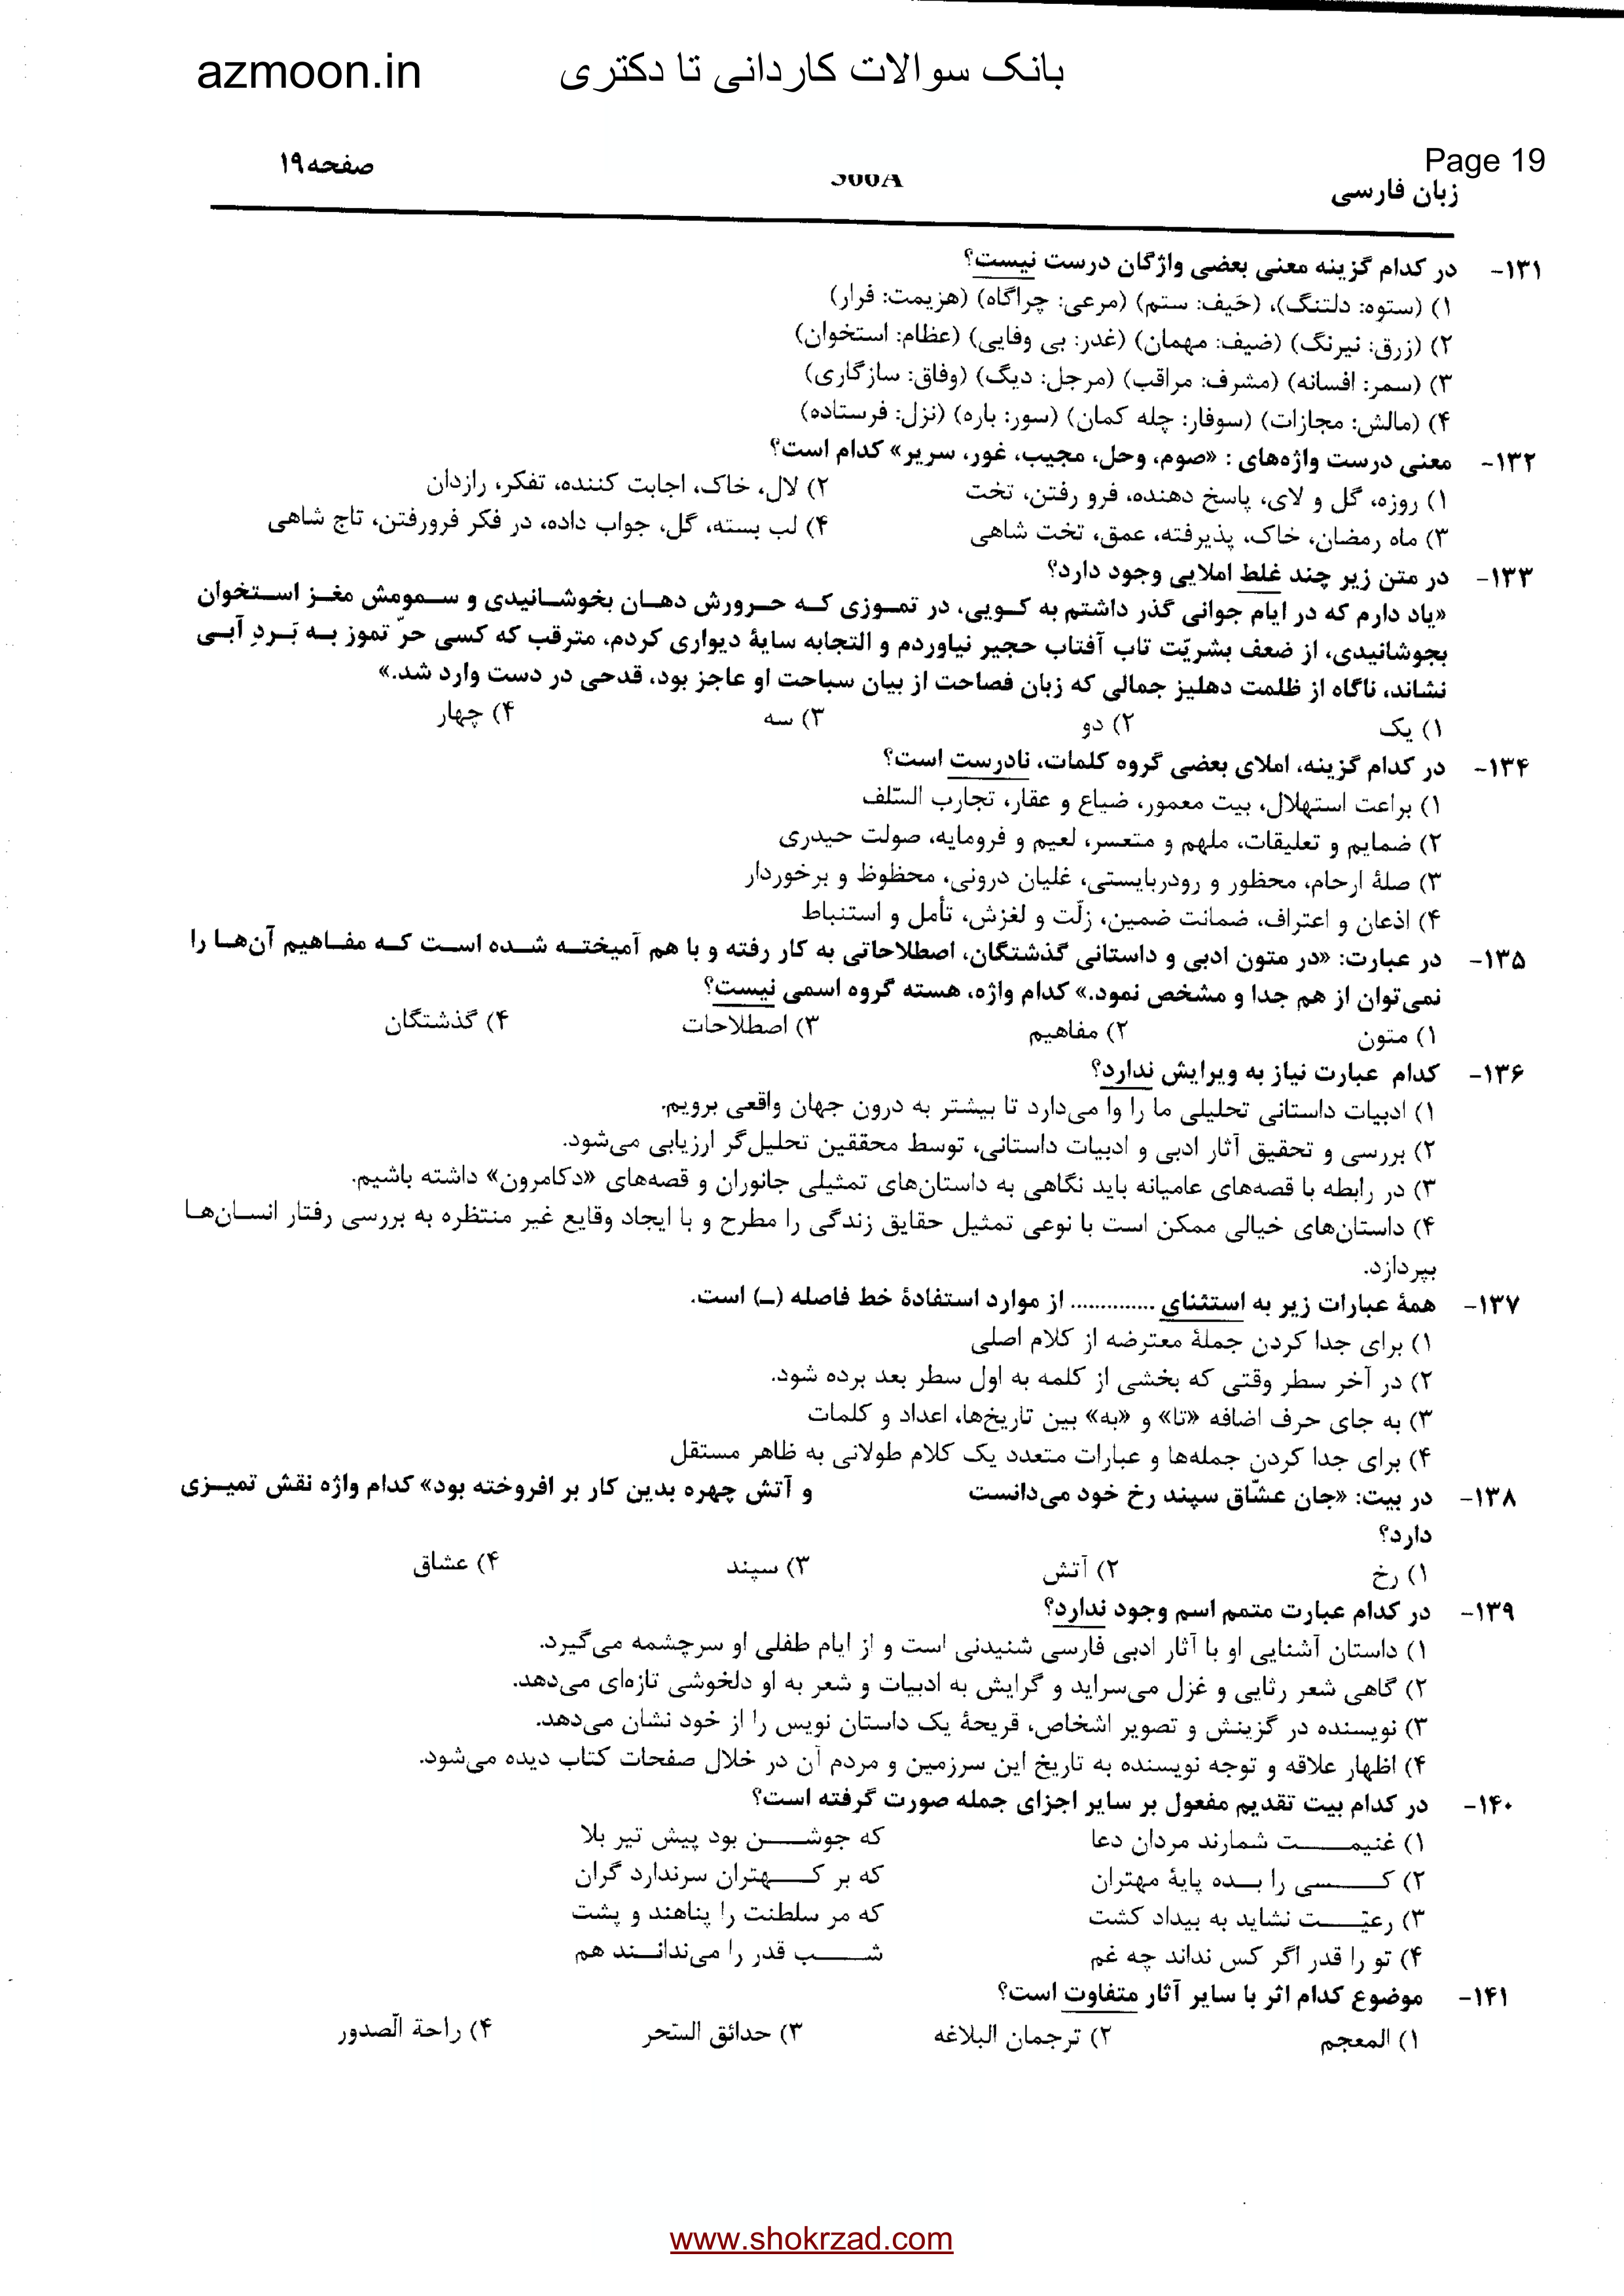 azmoon.in بانک سوالات کاردانی تا دکتری
Page 19
زبان فارسی 500A صفحه۱۹
۱۳۱- در کدام گزینه معنی بعضی واژگان درست نیست؟
۱) (ستوه: دلتنگ)، (حَیف: ستم) (مرعی: چراگاه) (هزیمت: فرار)
۲) (زرق: نیرنگ) (ضیف: مهمان) (غدر: بی وفایی) (عظام: استخوان)
۳) (سمر: افسانه) (مشرف: مراقب) (مرجل: دیگ) (وفاق: سازگاری)
۴) (مالش: مجازات) (سوفار: چله کمان) (سور: باره) (نزل: فرستاده)
۱۳۲- معنی درست واژه‌های : «صوم، وحل، مجیب، غور، سریر» کدام است؟
۱) روزه، گل و لای، پاسخ دهنده، فرو رفتن، تخت ۲) لال، خاک، اجابت کننده، تفکر، رازدان
۳) ماه رمضان، خاک، پذیرفته، عمق، تخت شاهی ۴) لب بسته، گل، جواب داده، در فکر فرورفتن، تاج شاهی
۱۳۳- در متن زیر چند غلط املایی وجود دارد؟
«یاد دارم که در ایام جوانی گذر داشتم به کویی، در تموزی که حرورش دهان بخوشانیدی و سمومش مغز استخوان
بجوشانیدی، از ضعف بشریّت تاب آفتاب حجیر نیاوردم و التجابه سایهٔ دیواری کردم، مترقب که کسی حرّ تموز به بَردِ آبی
نشاند، ناگاه از ظلمت دهلیز جمالی که زبان فصاحت از بیان سباحت او عاجز بود، قدحی در دست وارد شد.»
۱) یک ۲) دو ۳) سه ۴) چهار
۱۳۴- در کدام گزینه، املای بعضی گروه کلمات، نادرست است؟
۱) براعت استهلال، بیت معمور، ضیاع و عقار، تجارب السّلف
۲) ضمایم و تعلیقات، ملهم و متعسر، لعیم و فرومایه، صولت حیدری
۳) صلهٔ ارحام، محظور و رودربایستی، غلیان درونی، محظوظ و برخوردار
۴) اذعان و اعتراف، ضمانت ضمین، زلّت و لغزش، تأمل و استنباط
۱۳۵- در عبارت: «در متون ادبی و داستانی گذشتگان، اصطلاحاتی به کار رفته و با هم آمیخته شده است که مفاهیم آن‌ها را
نمی‌توان از هم جدا و مشخص نمود.» کدام واژه، هسته گروه اسمی نیست؟
۱) متون ۲) مفاهیم ۳) اصطلاحات ۴) گذشتگان
۱۳۶- کدام عبارت نیاز به ویرایش ندارد؟
۱) ادبیات داستانی تحلیلی ما را وا می‌دارد تا بیشتر به درون جهان واقعی برویم.
۲) بررسی و تحقیق آثار ادبی و ادبیات داستانی، توسط محققین تحلیل‌گر ارزیابی می‌شود.
۳) در رابطه با قصه‌های عامیانه باید نگاهی به داستان‌های تمثیلی جانوران و قصه‌های «دکامرون» داشته باشیم.
۴) داستان‌های خیالی ممکن است با نوعی تمثیل حقایق زندگی را مطرح و با ایجاد وقایع غیر منتظره به بررسی رفتار انسان‌ها
بپردازد.
۱۳۷- همهٔ عبارات زیر به استثنای .............. از موارد استفادهٔ خط فاصله (ــ) است.
۱) برای جدا کردن جملهٔ معترضه از کلام اصلی
۲) در آخر سطر وقتی که بخشی از کلمه به اول سطر بعد برده شود.
۳) به جای حرف اضافه «تا» و «به» بین تاریخ‌ها، اعداد و کلمات
۴) برای جدا کردن جمله‌ها و عبارات متعدد یک کلام طولانی به ظاهر مستقل
۱۳۸- در بیت: «جان عشّاق سپند رخ خود می‌دانست و آتش چهره بدین کار بر افروخته بود» کدام واژه نقش تمیزی
دارد؟
۱) رخ ۲) آتش ۳) سپند ۴) عشاق
۱۳۹- در کدام عبارت متمم اسم وجود ندارد؟
۱) داستان آشنایی او با آثار ادبی فارسی شنیدنی است و از ایام طفلی او سرچشمه می‌گیرد.
۲) گاهی شعر رثایی و غزل می‌سراید و گرایش به ادبیات و شعر به او دلخوشی تازه‌ای می‌دهد.
۳) نویسنده در گزینش و تصویر اشخاص، قریحهٔ یک داستان نویس را از خود نشان می‌دهد.
۴) اظهار علاقه و توجه نویسنده به تاریخ این سرزمین و مردم آن در خلال صفحات کتاب دیده می‌شود.
۱۴۰- در کدام بیت تقدیم مفعول بر سایر اجزای جمله صورت گرفته است؟
۱) غنیمت شمارند مردان دعا که جوشن بود پیش تیر بلا
۲) کسی را بده پایهٔ مهتران که بر کهتران سرندارد گران
۳) رعیّت نشاید به بیداد کشت که مر سلطنت را پناهند و پشت
۴) تو را قدر اگر کس نداند چه غم شب قدر را می‌ندانند هم
۱۴۱- موضوع کدام اثر با سایر آثار متفاوت است؟
۱) المعجم ۲) ترجمان البلاغه ۳) حدائق السّحر ۴) راحة الّصدور
www.shokrzad.com